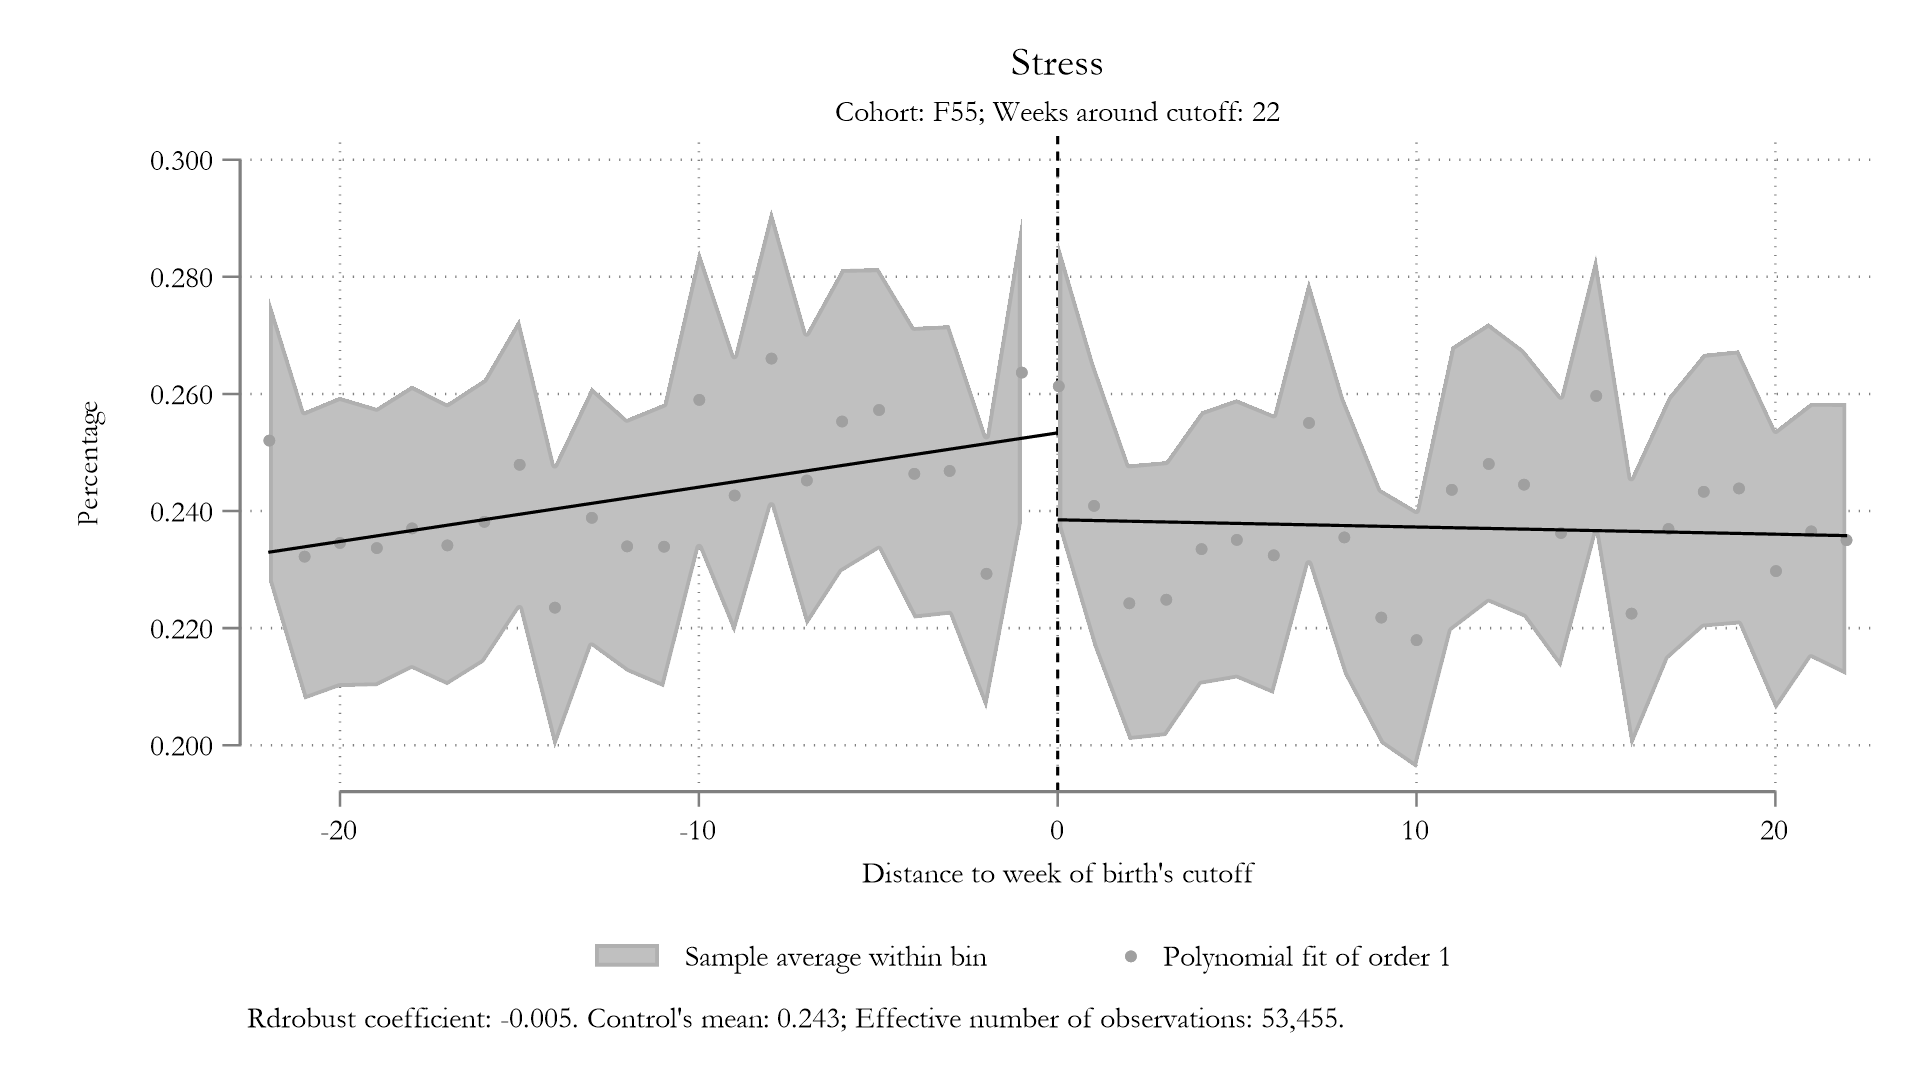 Stress
Cohort: F55; Weeks around cutoff: 22
Percentage
0.300
0.280
0.260
0.240
0.220
0.200
-20 -10 0 10 20
Distance to week of birth's cutoff
Sample average within bin Polynomial fit of order 1
Rdrobust coefficient: -0.005. Control's mean: 0.243; Effective number of observations: 53,455.